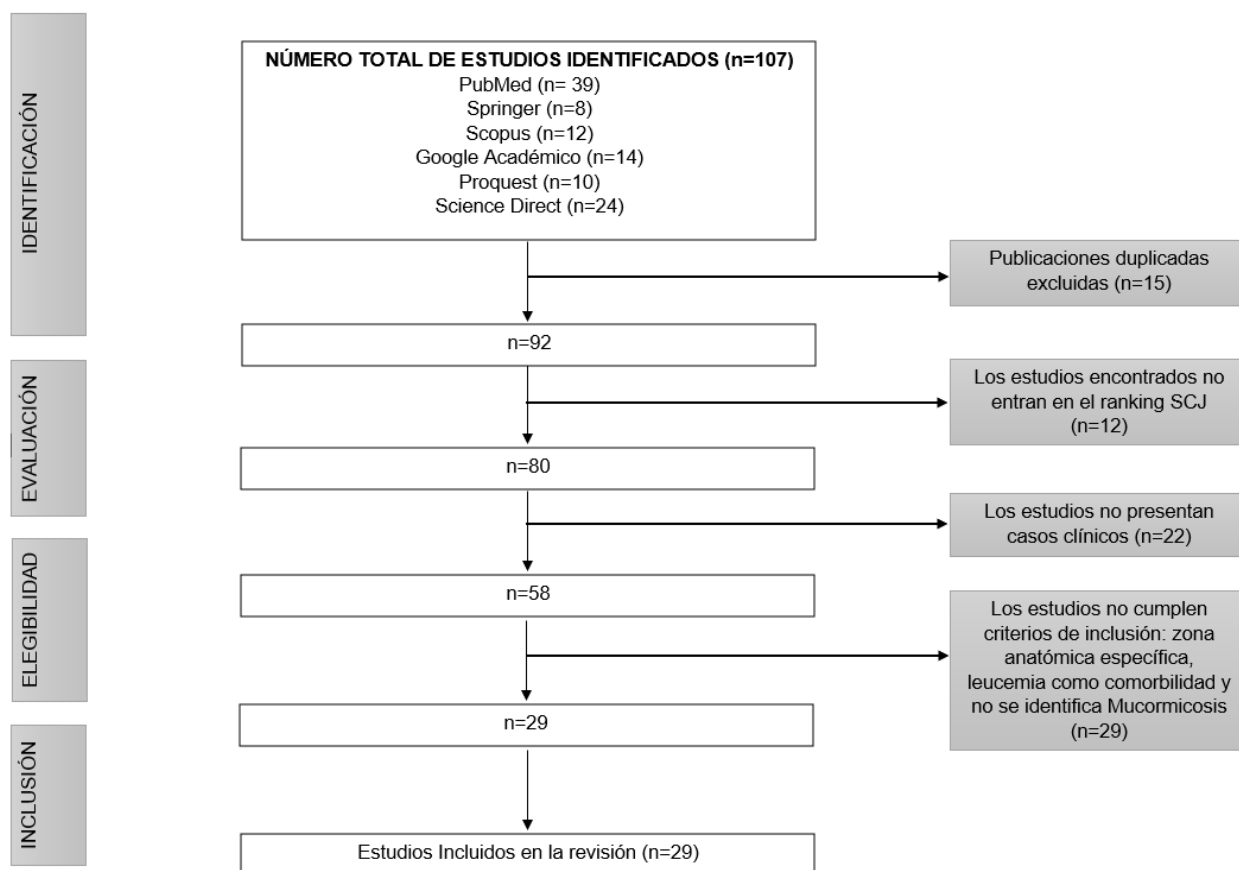 IDENTIFICACIÓN
NÚMERO TOTAL DE ESTUDIOS IDENTIFICADOS (n=107)
PubMed (n= 39)
Springer (n=8)
Scopus (n=12)
Google Académico (n=14)
Proquest (n=10)
Science Direct (n=24)
Publicaciones duplicadas
excluidas (n=15)
n=92
EVALUACIÓN
Los estudios encontrados no
entran en el ranking SCJ
(n=12)
n=80
Los estudios no presentan
casos clínicos (n=22)
ELEGIBILIDAD
n=58
Los estudios no cumplen
criterios de inclusión: zona
anatómica específica,
leucemia como comorbilidad y
no se identifica Mucormicosis
(n=29)
n=29
INCLUSIÓN
Estudios Incluidos en la revisión (n=29)